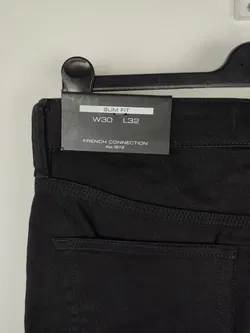 SLIM FIT
W30 L32
FRENCH CONNECTION
Est. 1972